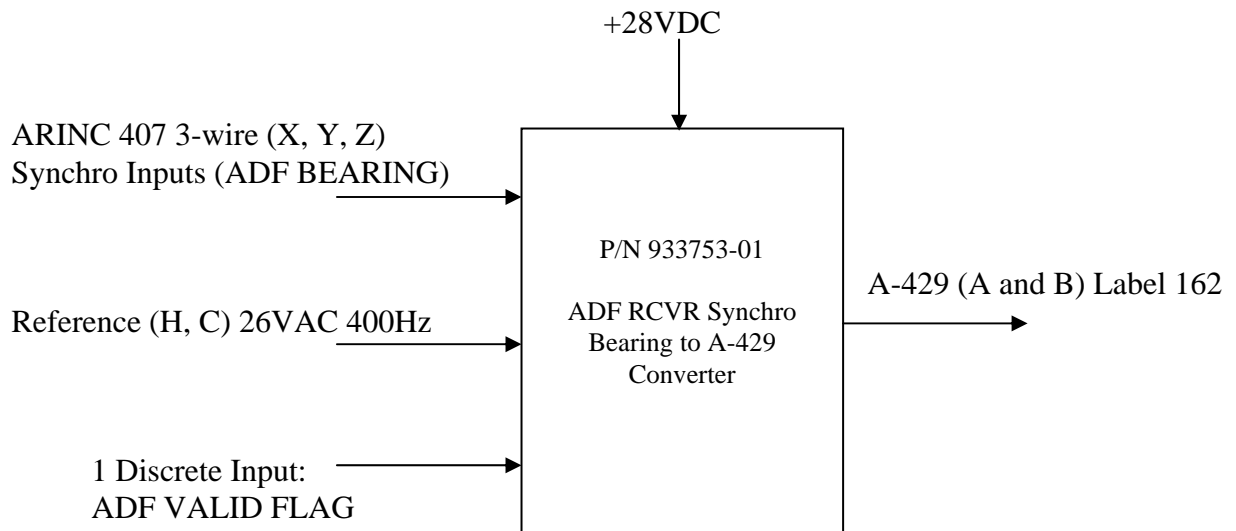 +28VDC
ARINC 407 3-wire (X, Y, Z)
Synchro Inputs (ADF BEARING)
P/N 933753-01
A-429 (A and B) Label 162
ADF RCVR Synchro
Bearing to A-429
Converter
Reference (H, C) 26VAC 400Hz
1 Discrete Input:
ADF VALID FLAG